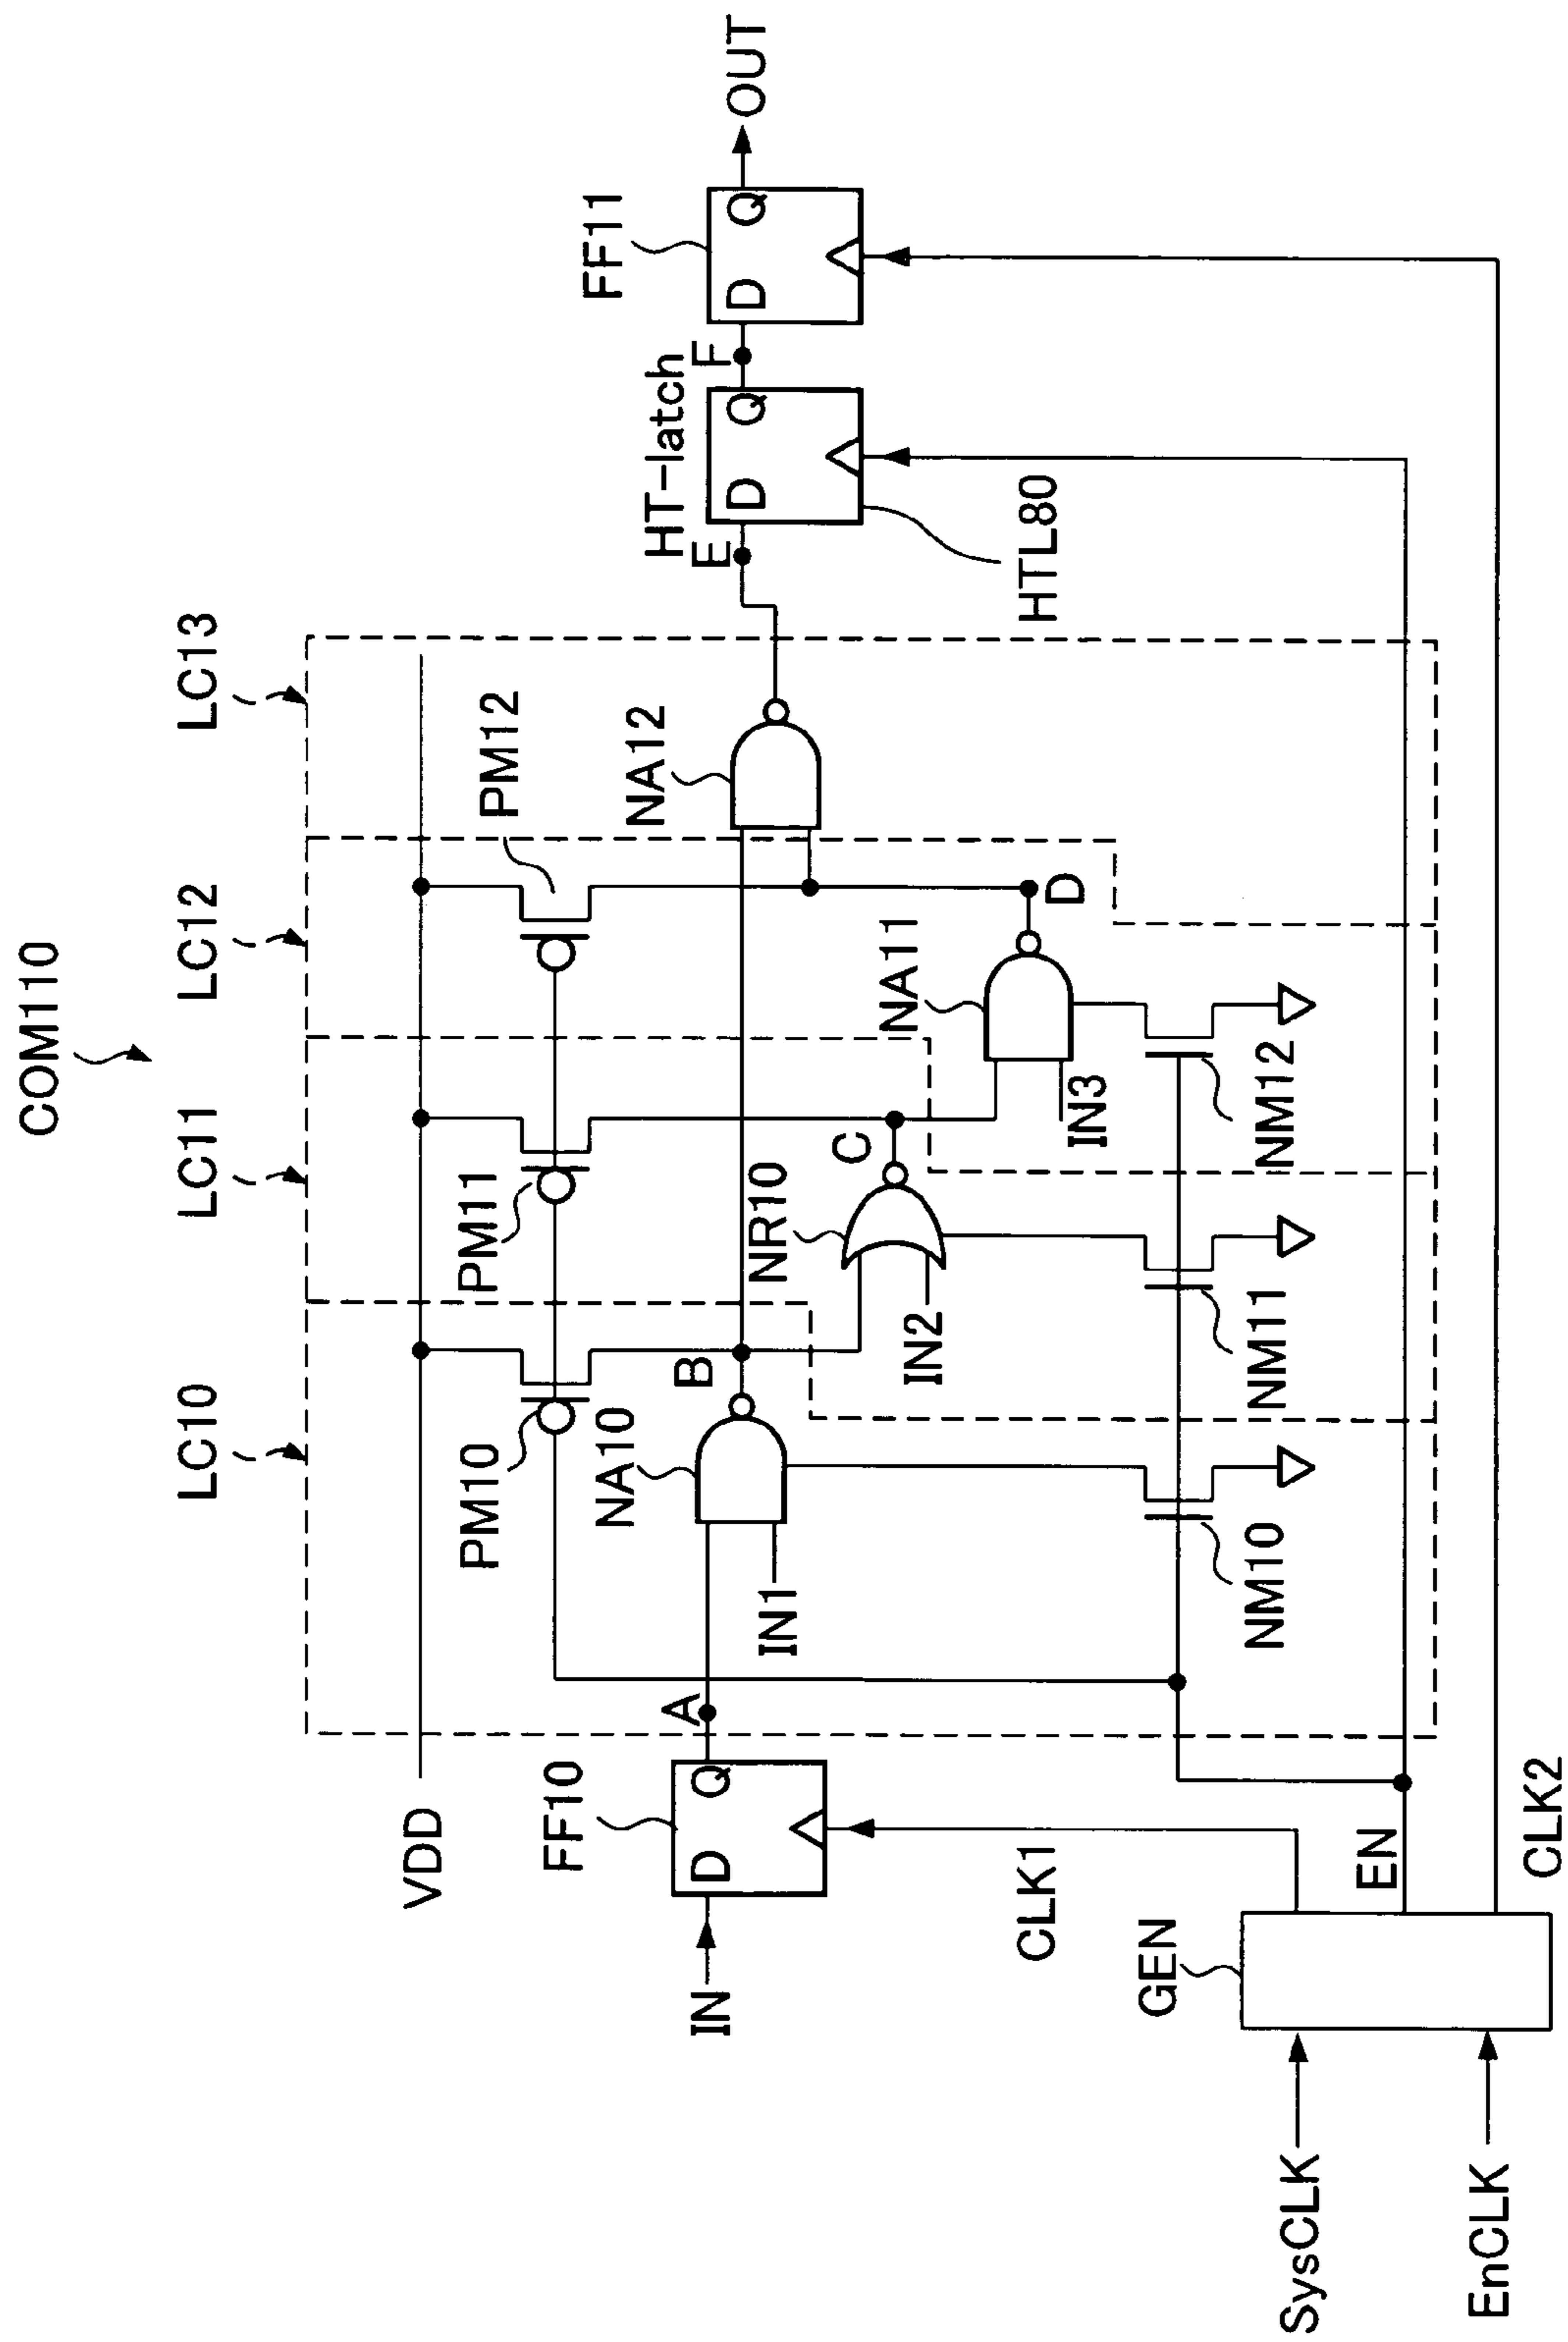 COM110
LC10
LC11
LC12
LC13
VDD
PM10
PM11
PM12
FF10
NA10
B
NR10
NA12
HT-latch
FF11
IN
D
Q
A
IN1
C
E
D
Q
F
D
Q
OUT
IN2
NA11
D
HTL80
CLK1
IN3
GEN
NM10
NM11
NM12
SysCLK
EN
EnCLK
CLK2